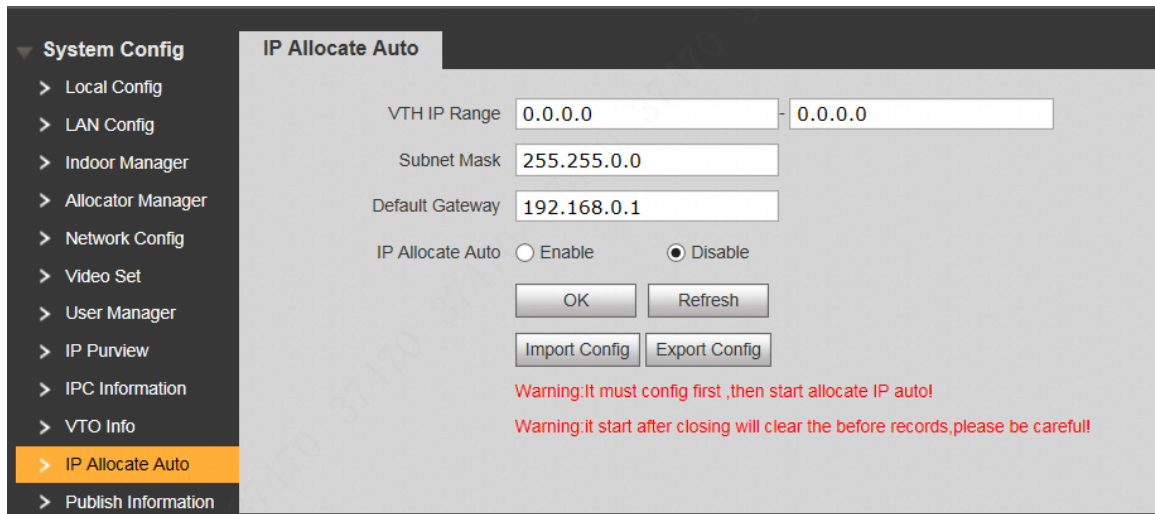 System Config
Local Config
LAN Config
Indoor Manager
Allocator Manager
Network Config
Video Set
User Manager
IP Purview
IPC Information
VTO Info
IP Allocate Auto
Publish Information
IP Allocate Auto
VTH IP Range 0.0.0.0 - 0.0.0.0
Subnet Mask 255.255.0.0
Default Gateway 192.168.0.1
IP Allocate Auto Enable Disable
OK Refresh
Import Config Export Config
Warning:It must config first ,then start allocate IP auto!
Warning:it start after closing will clear the before records,please be careful!
37470 37470
37470 37470